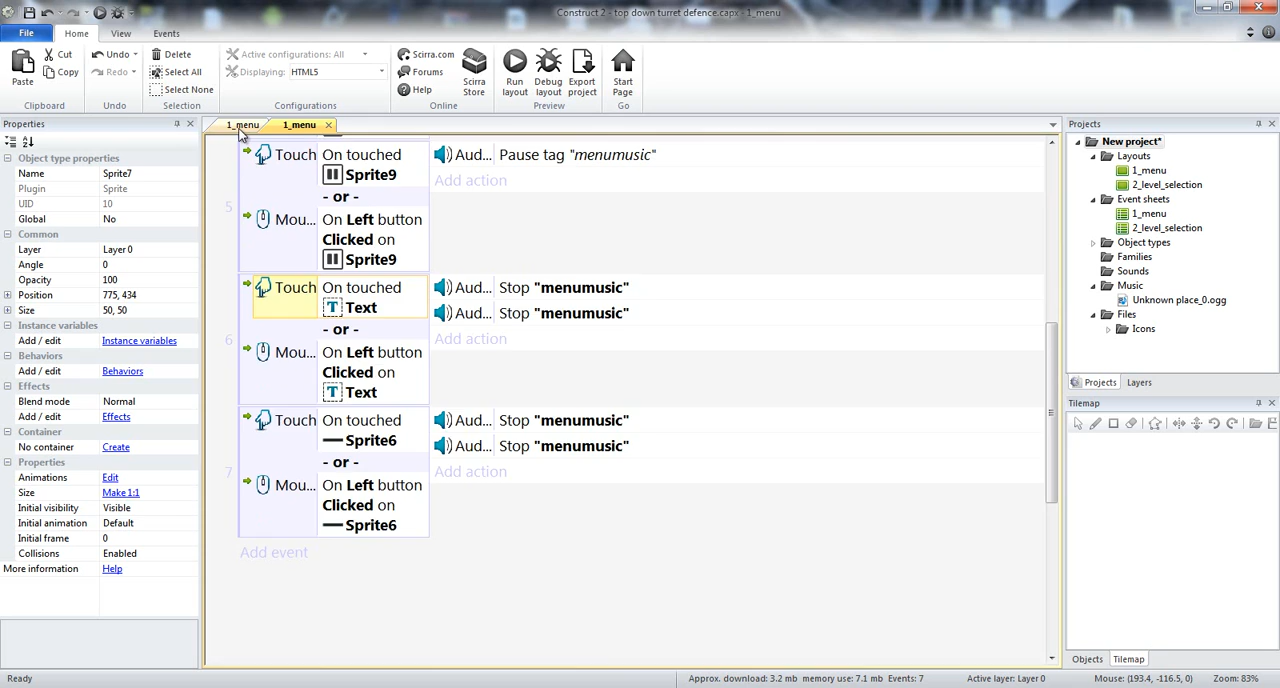 Construct 2 - top down turret defence.capx - 1_menu
File
Home
View
Events
Paste
Cut
Copy
Clipboard
Undo
Redo
Undo
Delete
Select All
Select None
Selection
Active configurations: All
Displaying: HTML5
Configurations
Scirra.com
Forums
Help
Scirra Store
Online
Run layout
Debug layout
Export project
Preview
Start Page
Go
Properties
Object type properties
Name Sprite7
Plugin Sprite
UID 10
Global No
Common
Layer Layer 0
Angle 0
Opacity 100
Position 775, 434
Size 50, 50
Instance variables
Add / edit Instance variables
Behaviors
Add / edit Behaviors
Effects
Blend mode Normal
Add / edit Effects
Container
No container Create
Properties
Animations Edit
Size Make 1:1
Initial visibility Visible
Initial animation Default
Initial frame 0
Collisions Enabled
More information Help
1_menu
1_menu
5
Touch On touched Sprite9
- or -
Mou... On Left button Clicked on Sprite9
Aud... Pause tag "menumusic"
Add action
6
Touch On touched T Text
- or -
Mou... On Left button Clicked on T Text
Aud... Stop "menumusic"
Aud... Stop "menumusic"
Add action
7
Touch On touched Sprite6
- or -
Mou... On Left button Clicked on Sprite6
Aud... Stop "menumusic"
Aud... Stop "menumusic"
Add action
Add event
Projects
New project*
Layouts
1_menu
2_level_selection
Event sheets
1_menu
2_level_selection
Object types
Families
Sounds
Music
Unknown place_0.ogg
Files
Icons
Projects
Layers
Tilemap
Objects
Tilemap
Ready
Approx. download: 3.2 mb memory use: 7.1 mb Events: 7
Active layer: Layer 0
Mouse: (193.4, -116.5, 0)
Zoom: 83%